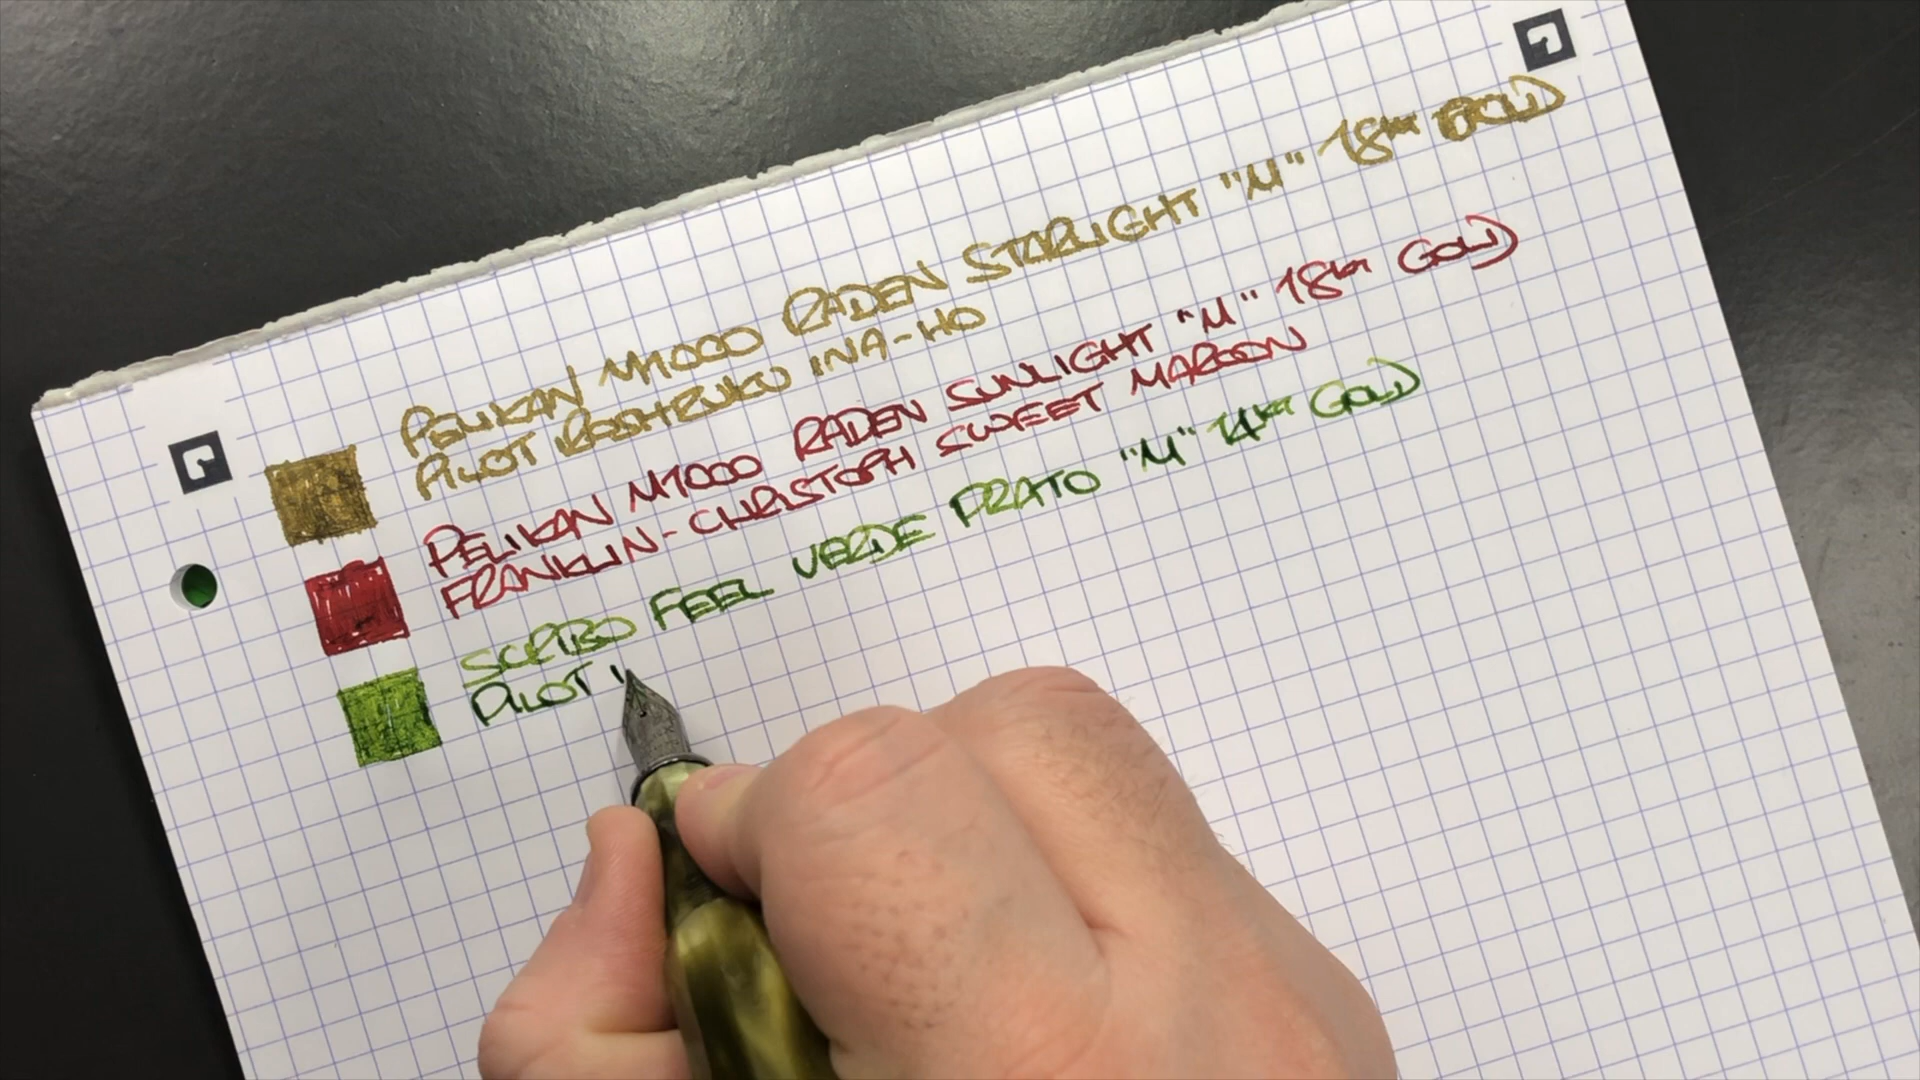 PELIKAN M1000 RADEN STARLIGHT "M" 18KT GOLD
PILOT IROSHIZUKU INA-HO
PELIKAN M1000 RADEN SUNLIGHT "M" 18KT GOLD
FRANKLIN-CHRISTOPH SWEET MAROON
SCRIBO FEEL VERDE PRATO "M" 14KT GOLD
PILOT